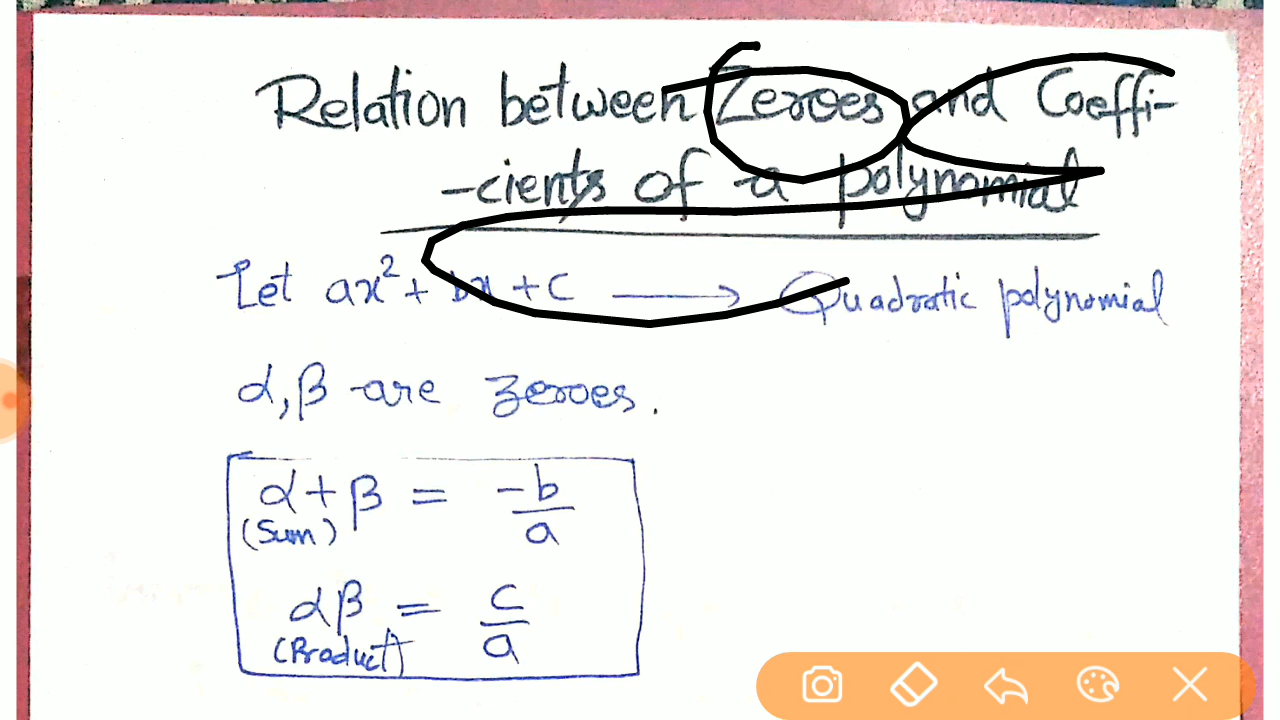 Relation between Zeroes and Coeffi-
-cients of a polynomial
Let ax²+ bx +c ⟶ Quadratic polynomial
α,β are zeroes.
α+β = -b/a
(Sum)
αβ = c/a
(Product)